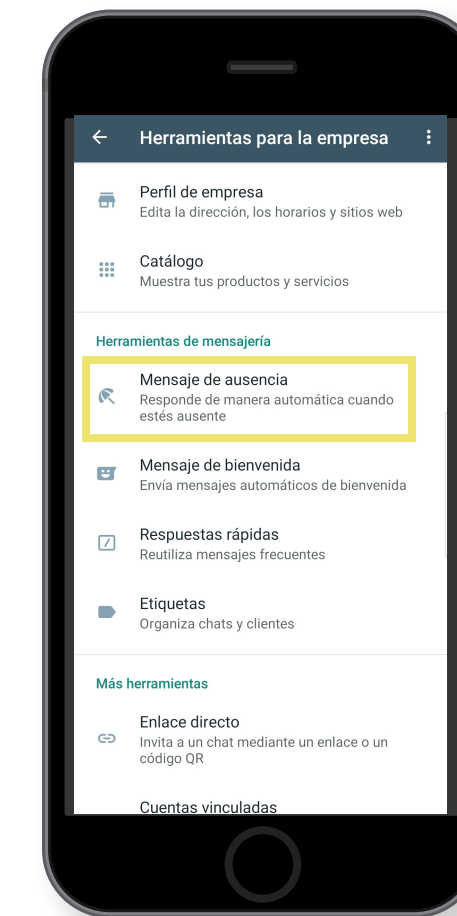 Herramientas para la empresa
Perfil de empresa
Edita la dirección, los horarios y sitios web
Catálogo
Muestra tus productos y servicios
Herramientas de mensajería
Mensaje de ausencia
Responde de manera automática cuando
estés ausente
Mensaje de bienvenida
Envía mensajes automáticos de bienvenida
Respuestas rápidas
Reutiliza mensajes frecuentes
Etiquetas
Organiza chats y clientes
Más herramientas
Enlace directo
Invita a un chat mediante un enlace o un
código QR
Cuentas vinculadas